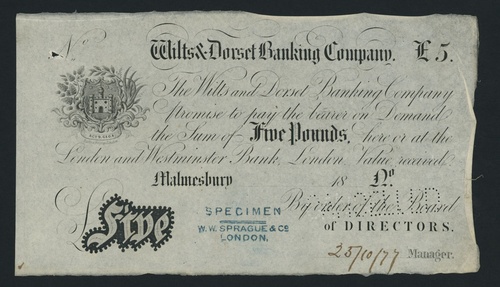 No
Wilts & Dorset Banking Company. £5.
The Wilts and Dorset Banking Company
promise to pay the bearer on Demand
the Sum of Five Pounds, here or at the
London and Westminster Bank, London. Value received.
Malmesbury 18 No
By order of the Board
of DIRECTORS.
£ Five
SPECIMEN
W.W. SPRAGUE & Co
LONDON.
25/10/77 Manager.